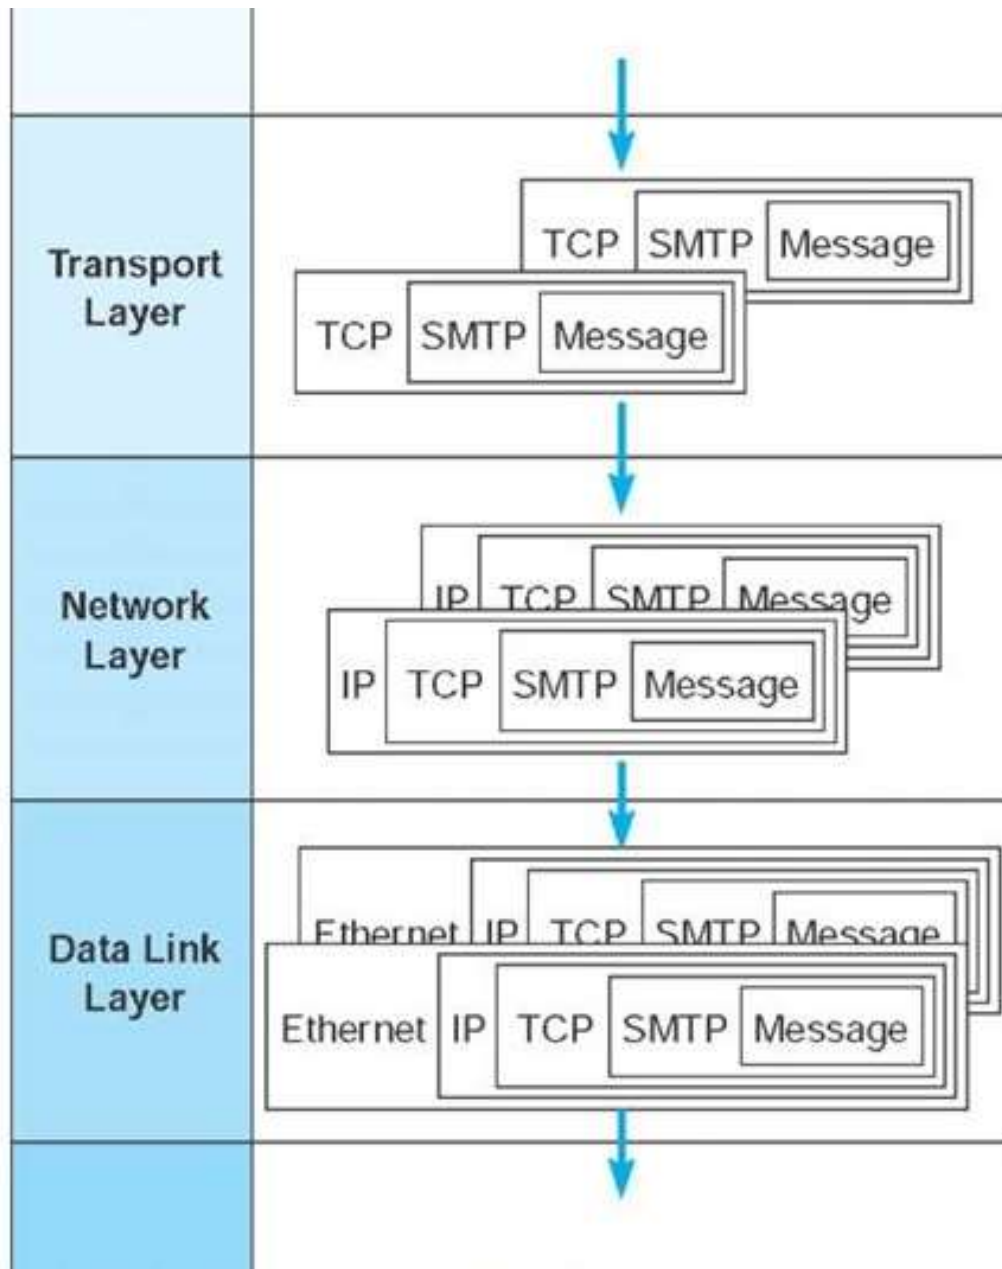 Transport
Layer
TCP SMTP Message
TCP SMTP Message
Network
Layer
IP TCP SMTP Message
IP TCP SMTP Message
Data Link
Layer
Ethernet IP TCP SMTP Message
Ethernet IP TCP SMTP Message